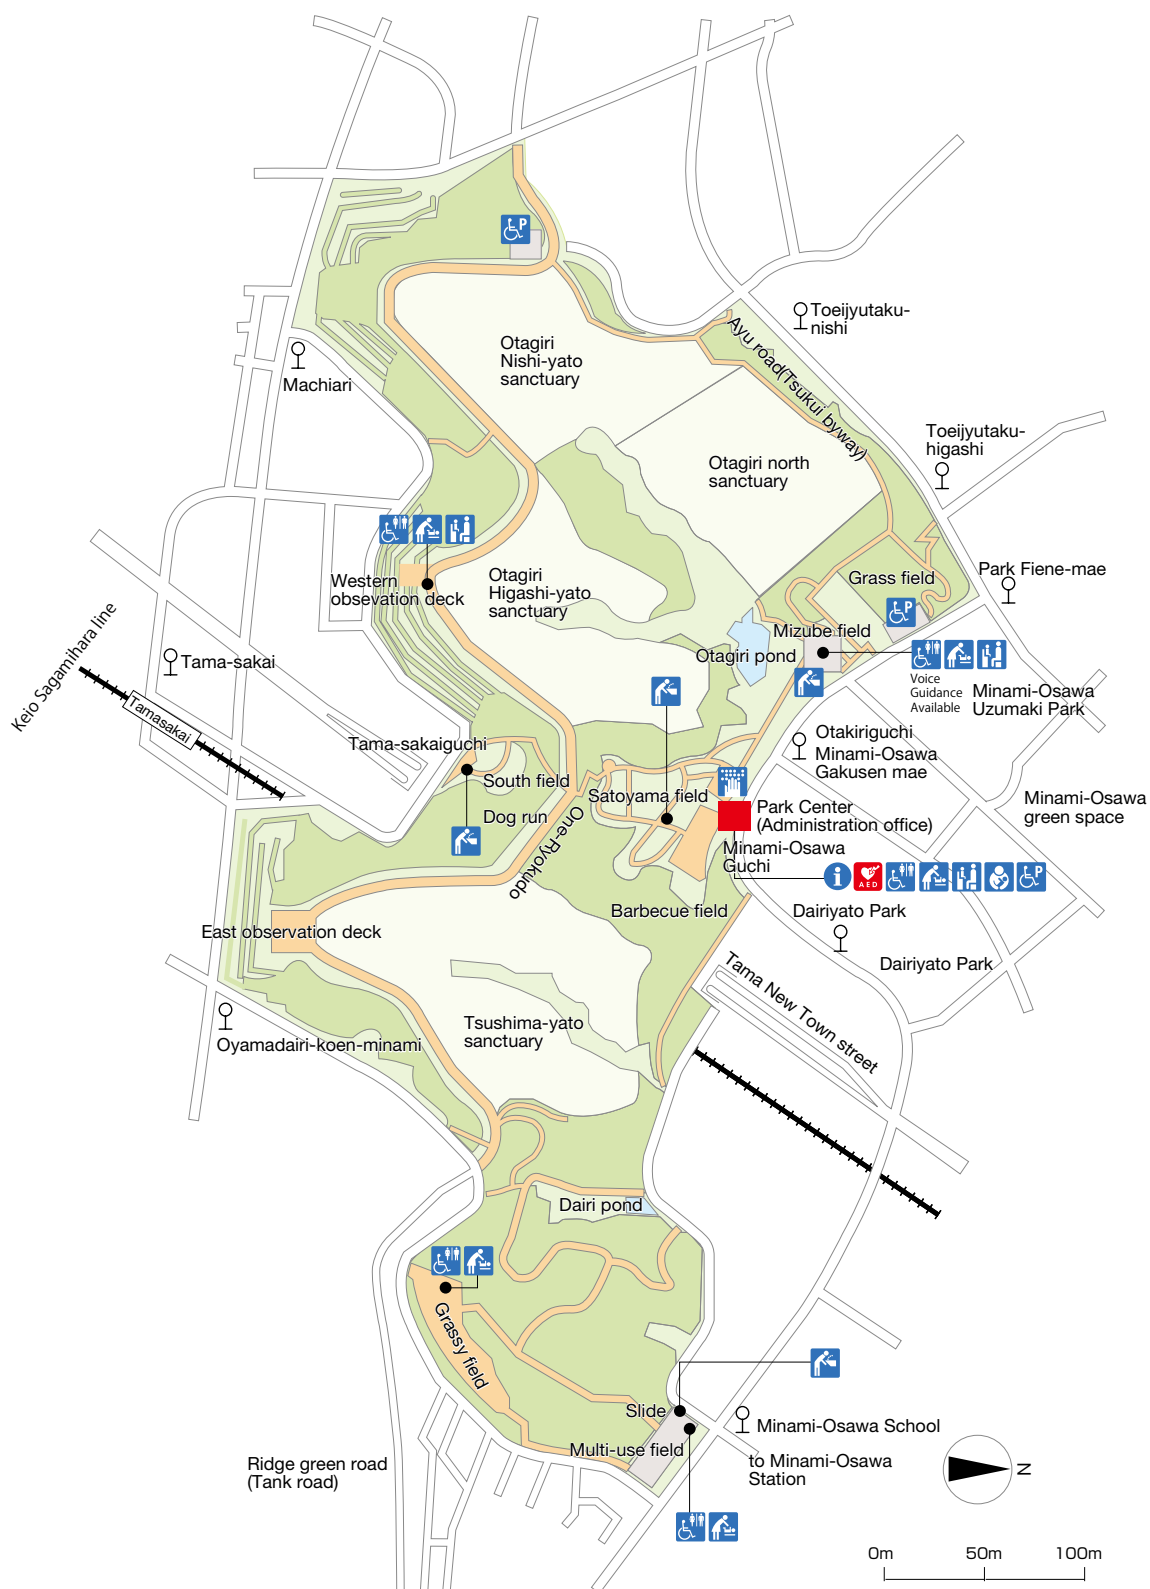 P
Toeijyutaku-
nishi
Ayu road(Tsukui byway)
Otagiri
Nishi-yato
sanctuary
Machiari
Toeijyutaku-
higashi
Otagiri north
sanctuary
Western
obsevation deck
Otagiri
Higashi-yato
sanctuary
Grass field
Park Fiene-mae
P
Mizube field
Otagiri pond
Voice
Guidance
Available
Minami-Osawa
Uzumaki Park
Keio Sagamihara line
Tama-sakai
Tamasakai
Tama-sakaiguchi
South field
Dog run
Satoyama field
One-Ryokudo
Otakiriguchi
Minami-Osawa
Gakusen mae
Park Center
(Administration office)
Minami-Osawa
Guchi
Minami-Osawa
green space
i
AED
P
Barbecue field
Dairiyato Park
Dairiyato Park
East observation deck
Tama New Town street
Oyamadairi-koen-minami
Tsushima-yato
sanctuary
Dairi pond
Grassy field
Slide
Multi-use field
Minami-Osawa School
to Minami-Osawa
Station
Ridge green road
(Tank road)
N
0m
50m
100m